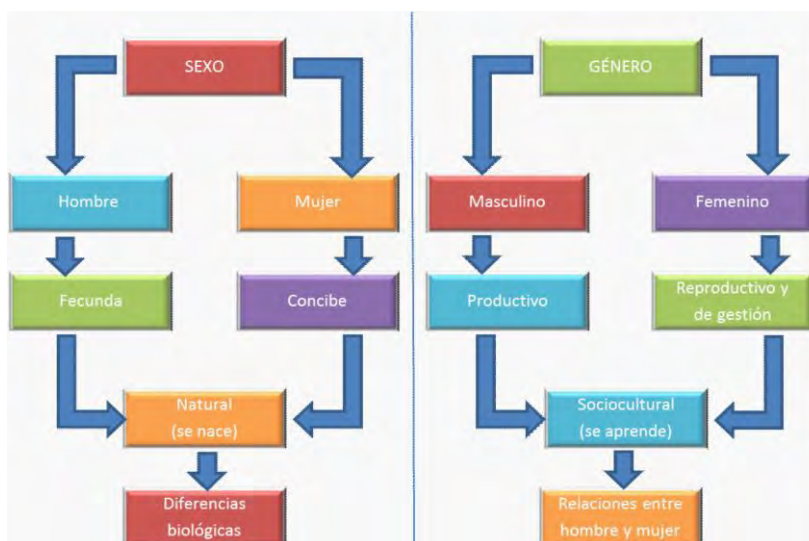 SEXO
Hombre
Mujer
Fecunda
Concibe
Natural
(se nace)
Diferencias
biológicas
GÉNERO
Masculino
Femenino
Productivo
Reproductivo y
de gestión
Sociocultural
(se aprende)
Relaciones entre
hombre y mujer